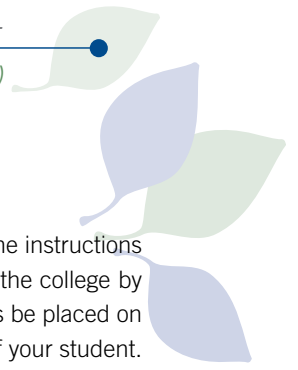 )
he instructions
the college by
s be placed on
f your student.